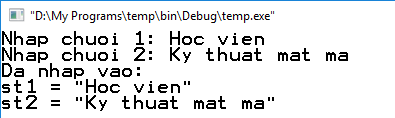 "D:\My Programs\temp\bin\Debug\temp.exe"
Nhap chuoi 1: Hoc vien
Nhap chuoi 2: Ky thuat mat ma
Da nhap vao:
st1 = "Hoc vien"
st2 = "Ky thuat mat ma"